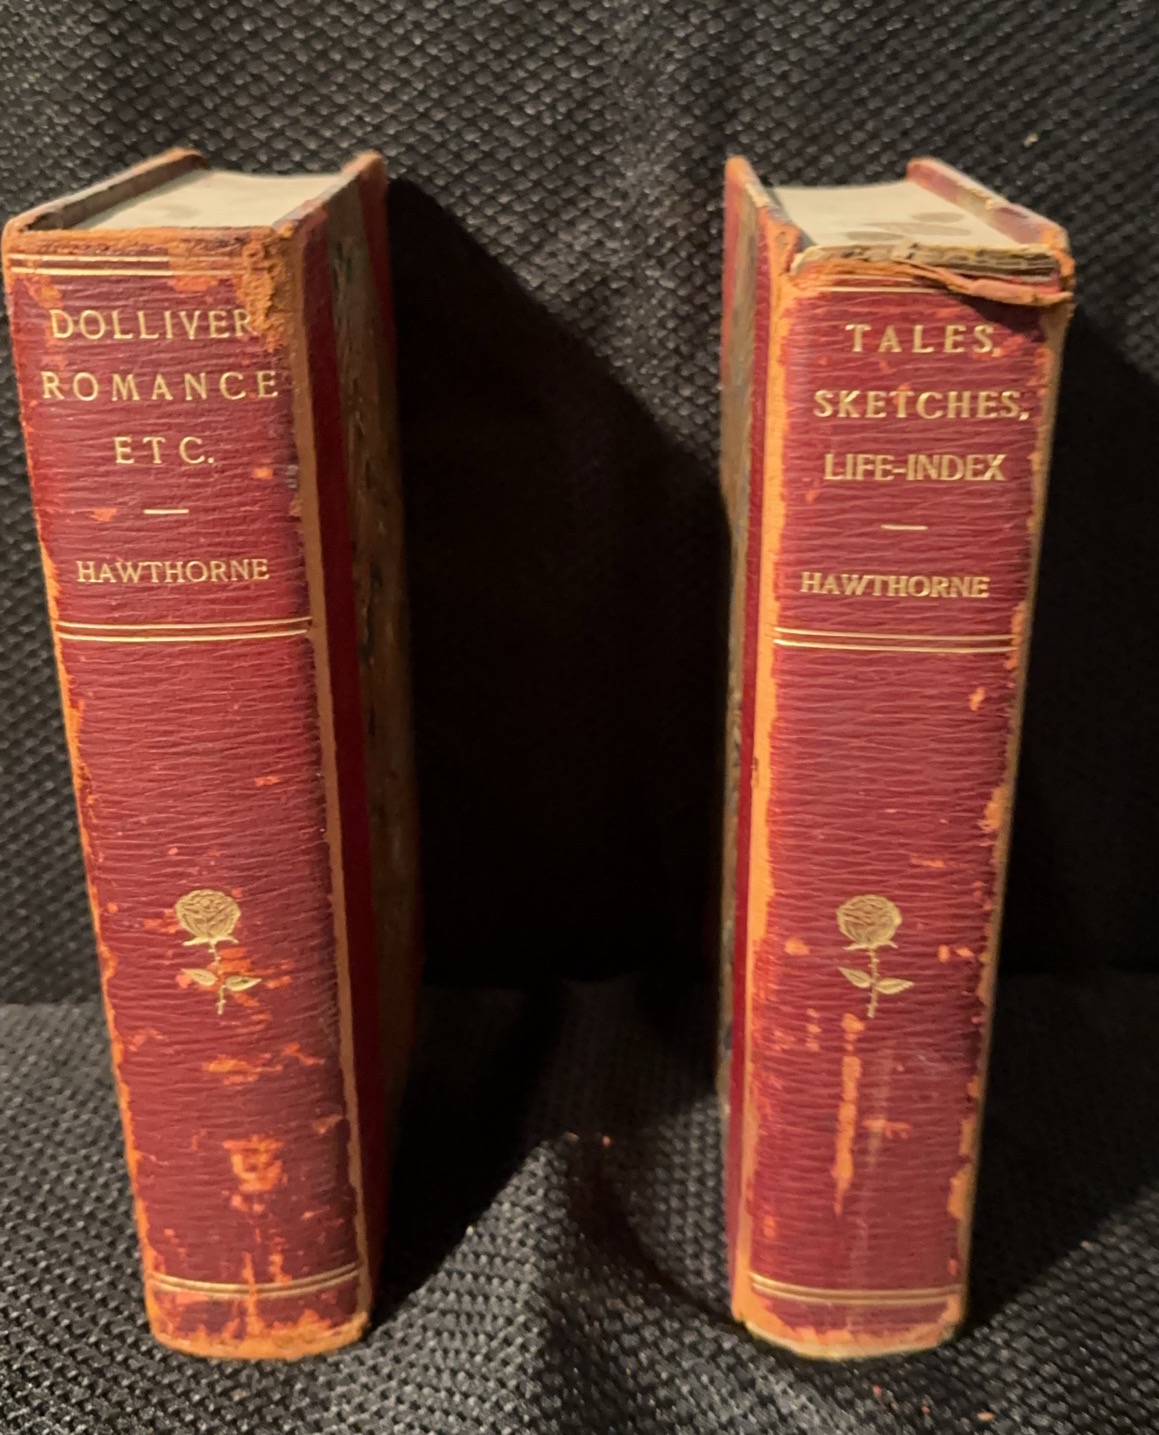 DOLLIVER
ROMANCE
ETC.
HAWTHORNE
TALES,
SKETCHES,
LIFE-INDEX
HAWTHORNE